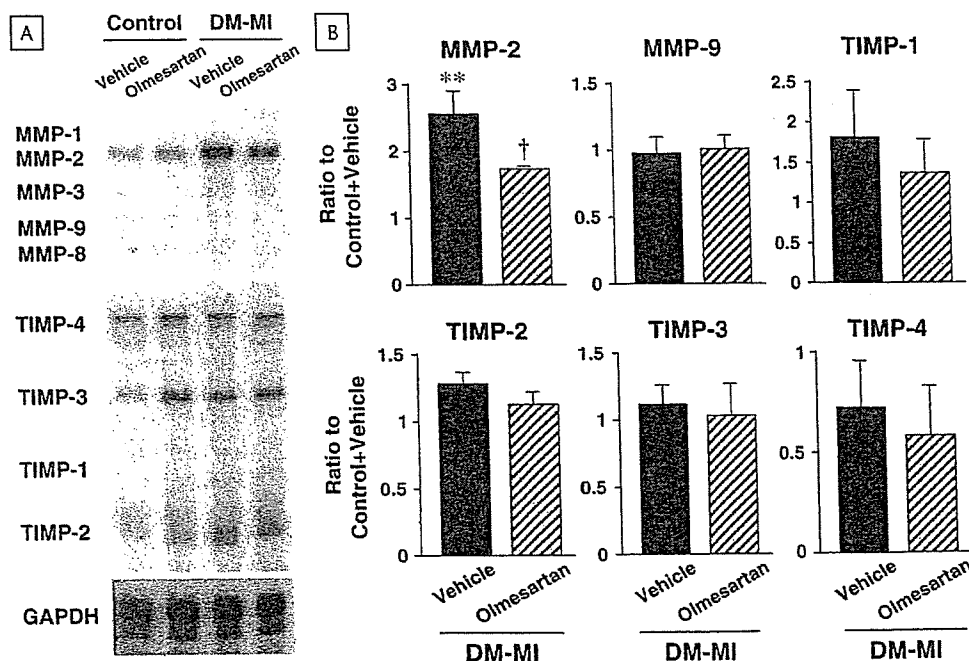 A
Control DM-MI
Vehicle Olmesartan Vehicle Olmesartan
MMP-1
MMP-2
MMP-3
MMP-9
MMP-8
TIMP-4
TIMP-3
TIMP-1
TIMP-2
GAPDH
B
MMP-2 MMP-9 TIMP-1
Ratio to
Control+Vehicle
3
2
1
0
**
†
1.5
1
0.5
0
2.5
2
1.5
1
0.5
0
TIMP-2 TIMP-3 TIMP-4
Ratio to
Control+Vehicle
1.5
1
0.5
0
1.5
1
0.5
0
1
0.5
0
Vehicle Olmesartan Vehicle Olmesartan Vehicle Olmesartan
DM-MI DM-MI DM-MI